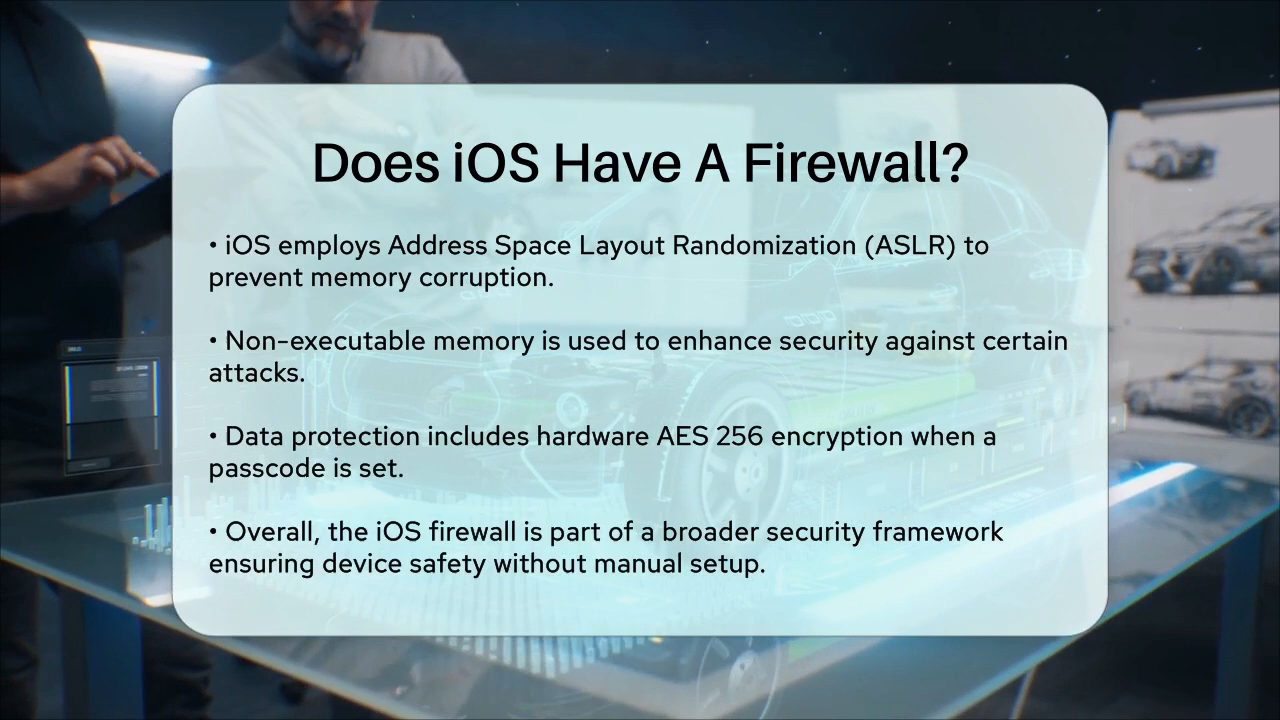 Does iOS Have A Firewall?
• iOS employs Address Space Layout Randomization (ASLR) to
prevent memory corruption.
• Non-executable memory is used to enhance security against certain
attacks.
• Data protection includes hardware AES 256 encryption when a
passcode is set.
• Overall, the iOS firewall is part of a broader security framework
ensuring device safety without manual setup.